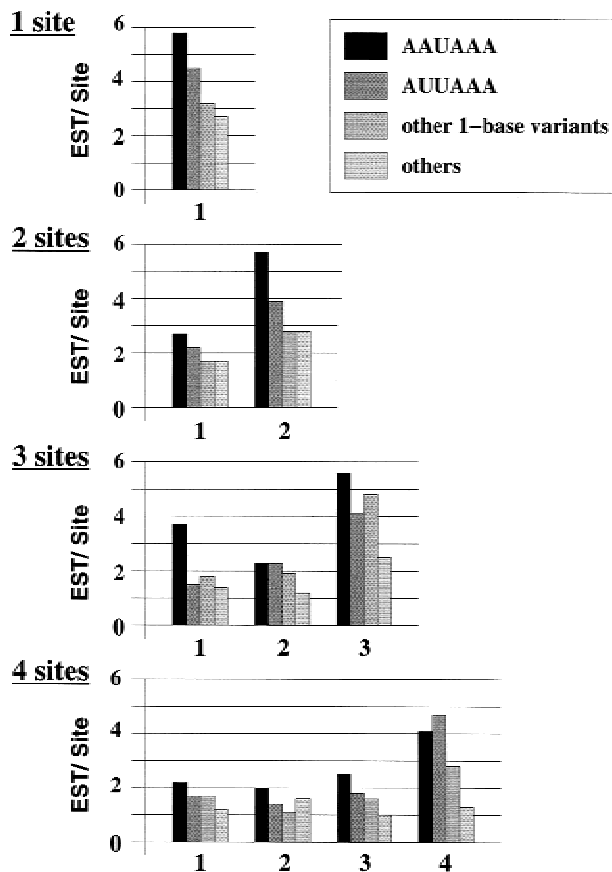 1 site
6
4
2
0
EST/ Site
1
AAUAAA
AUUAAA
other 1-base variants
others
2 sites
6
4
2
0
EST/ Site
1 2
3 sites
6
4
2
0
EST/ Site
1 2 3
4 sites
6
4
2
0
EST/ Site
1 2 3 4